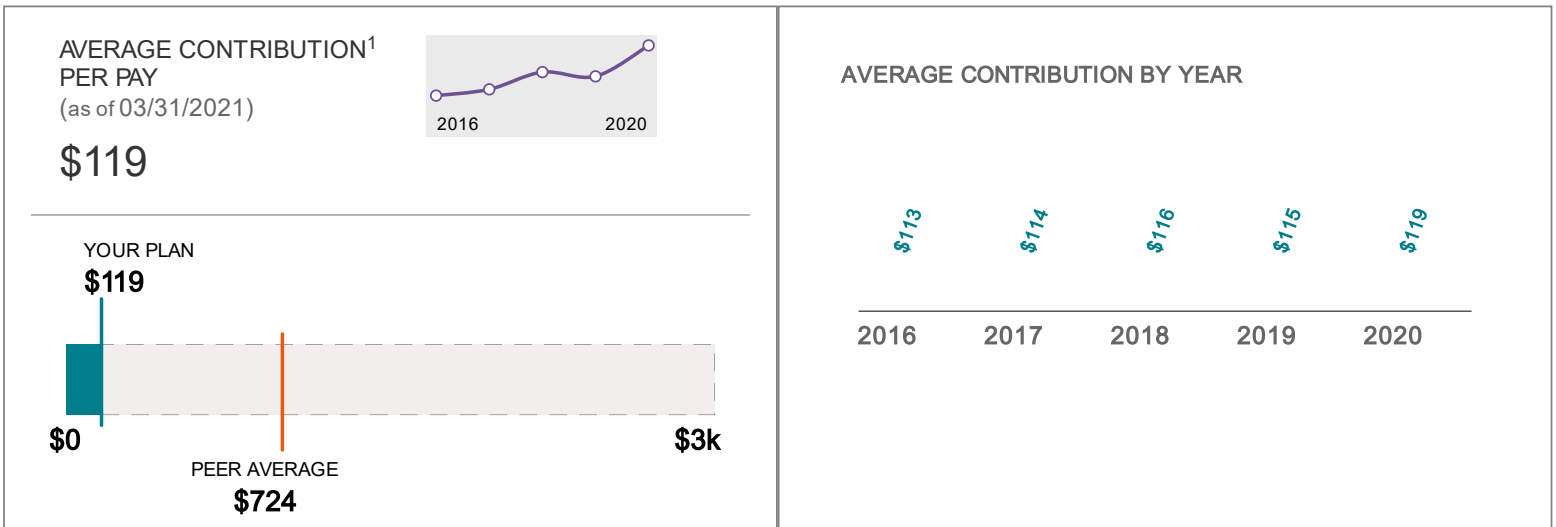 AVERAGE CONTRIBUTION¹
PER PAY
(as of 03/31/2021)
$119
2016 2020
YOUR PLAN
$119
$0 $3k
PEER AVERAGE
$724
AVERAGE CONTRIBUTION BY YEAR
$113 $114 $116 $115 $119
2016 2017 2018 2019 2020